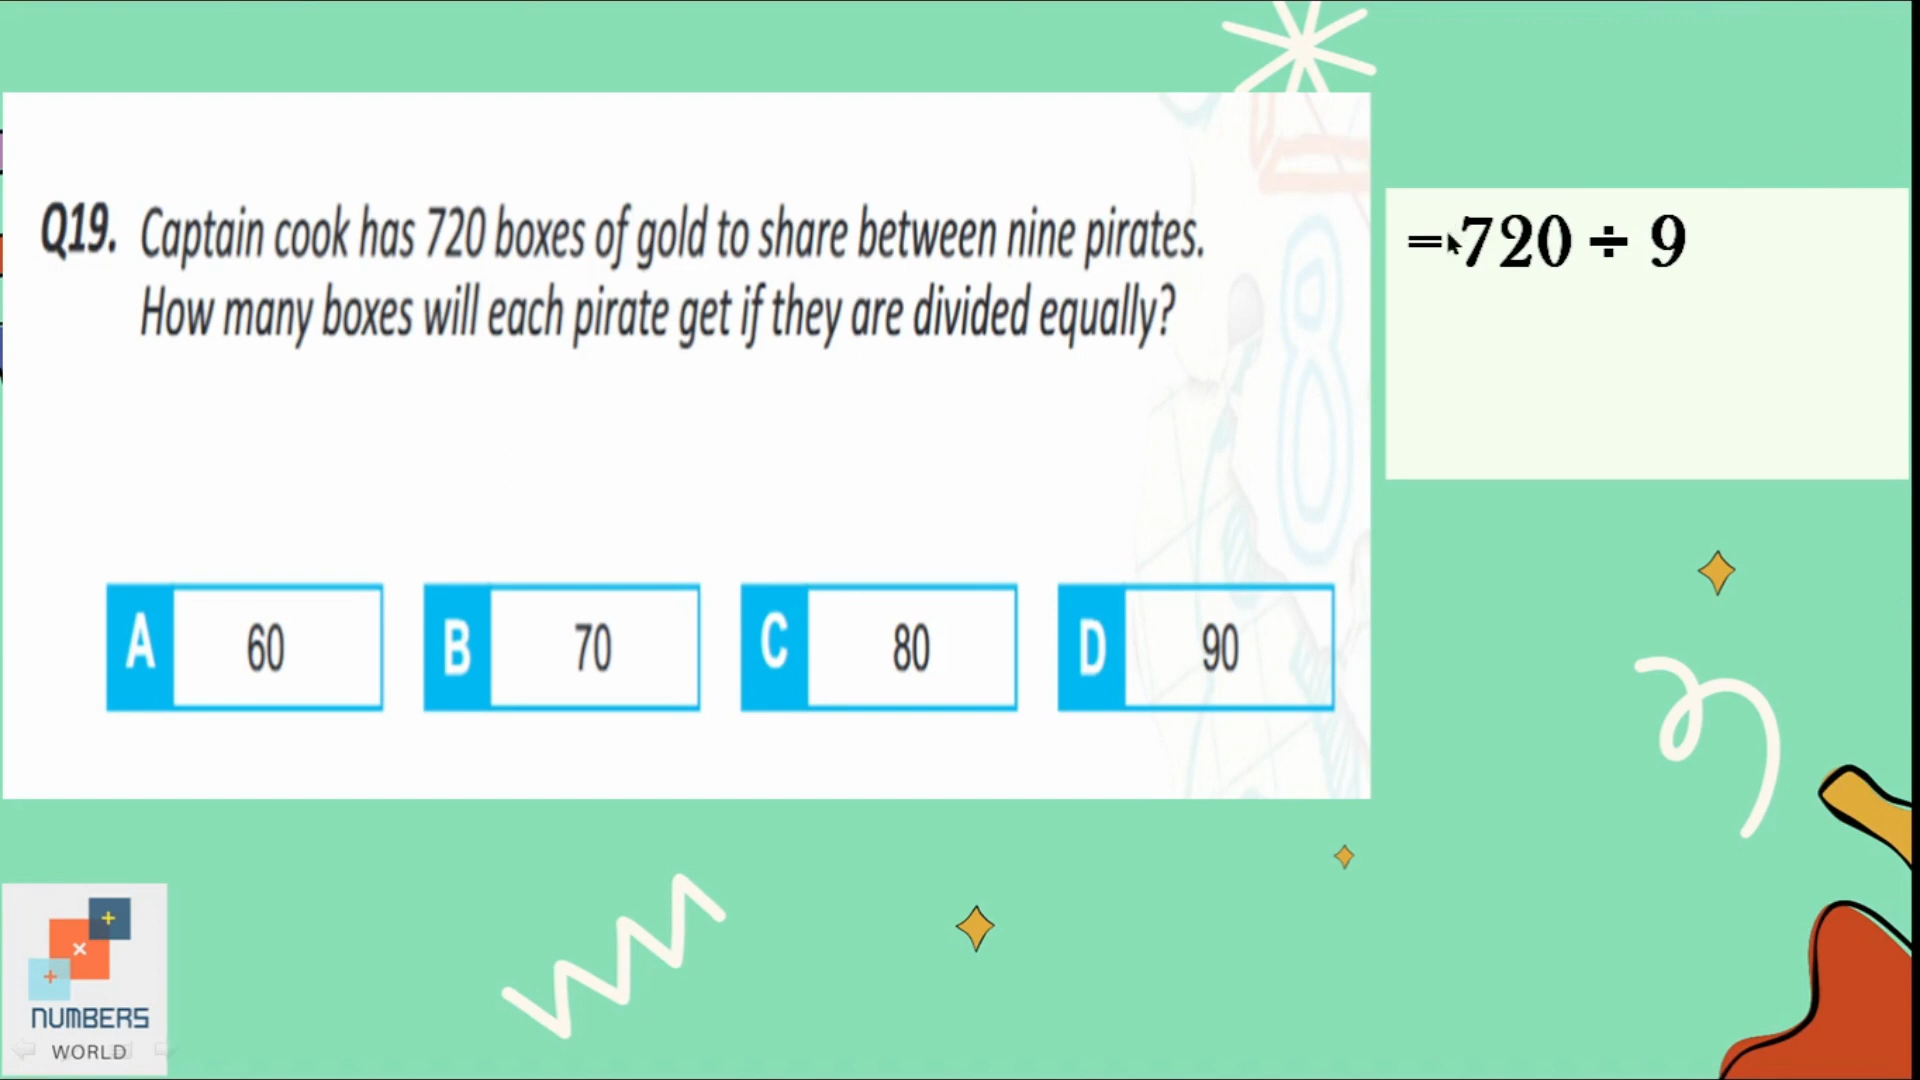 Q19. Captain cook has 720 boxes of gold to share between nine pirates.
How many boxes will each pirate get if they are divided equally?
= 720 ÷ 9
A 60
B 70
C 80
D 90
8
+
×
+
NUMBERS
WORLD